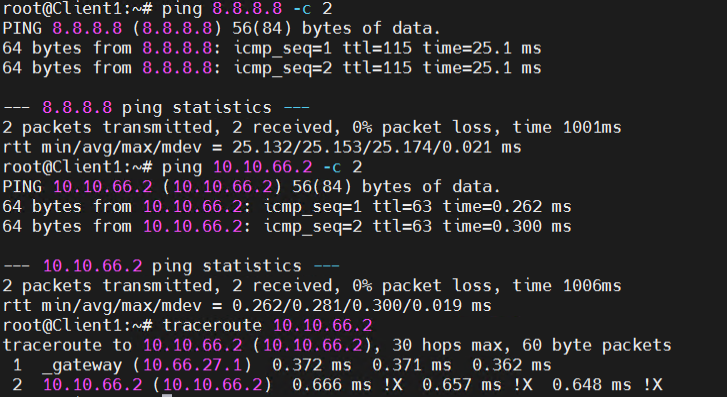 root@Client1:~# ping 8.8.8.8 -c 2
PING 8.8.8.8 (8.8.8.8) 56(84) bytes of data.
64 bytes from 8.8.8.8: icmp_seq=1 ttl=115 time=25.1 ms
64 bytes from 8.8.8.8: icmp_seq=2 ttl=115 time=25.1 ms

--- 8.8.8.8 ping statistics ---
2 packets transmitted, 2 received, 0% packet loss, time 1001ms
rtt min/avg/max/mdev = 25.132/25.153/25.174/0.021 ms
root@Client1:~# ping 10.10.66.2 -c 2
PING 10.10.66.2 (10.10.66.2) 56(84) bytes of data.
64 bytes from 10.10.66.2: icmp_seq=1 ttl=63 time=0.262 ms
64 bytes from 10.10.66.2: icmp_seq=2 ttl=63 time=0.300 ms

--- 10.10.66.2 ping statistics ---
2 packets transmitted, 2 received, 0% packet loss, time 1006ms
rtt min/avg/max/mdev = 0.262/0.281/0.300/0.019 ms
root@Client1:~# traceroute 10.10.66.2
traceroute to 10.10.66.2 (10.10.66.2), 30 hops max, 60 byte packets
 1  _gateway (10.66.27.1)  0.372 ms  0.371 ms  0.362 ms
 2  10.10.66.2 (10.10.66.2)  0.666 ms !X  0.657 ms !X  0.648 ms !X